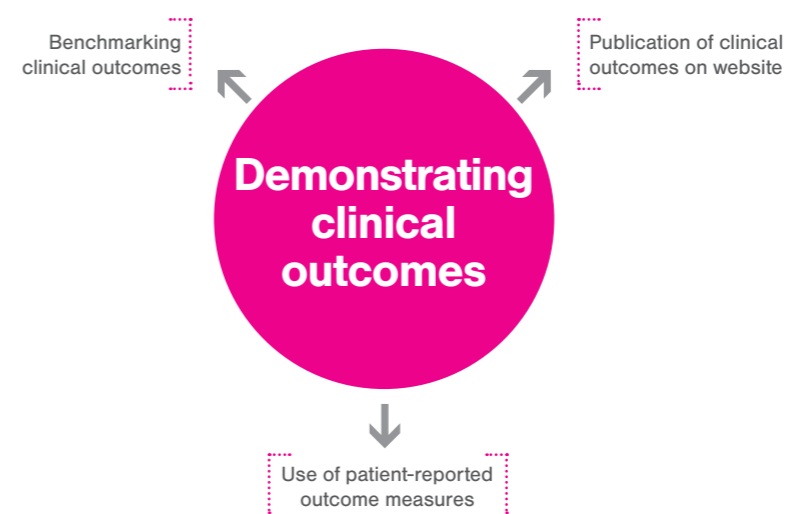 Benchmarking
clinical outcomes
Publication of clinical
outcomes on website
Demonstrating
clinical
outcomes
Use of patient-reported
outcome measures